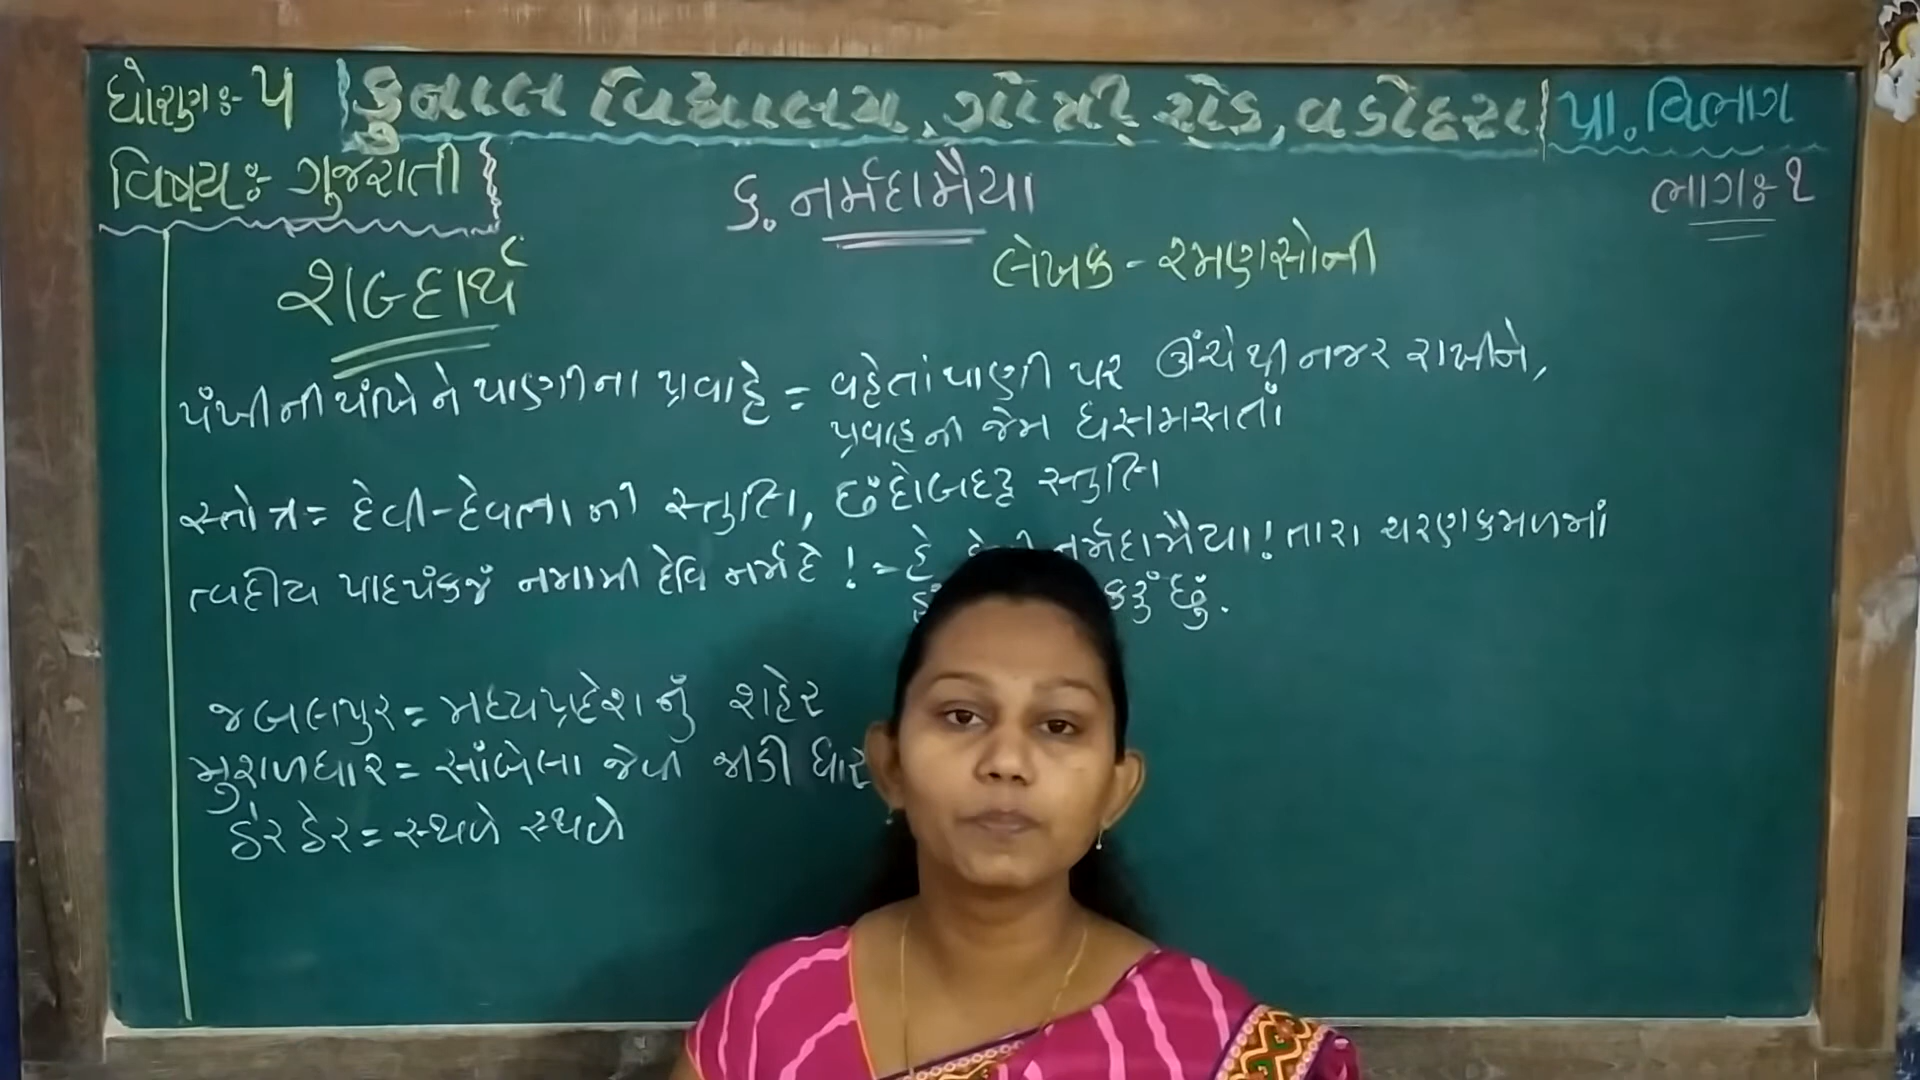 ધોરણઃ- ૫ કુનાલ વિદ્યાલય, ગોત્રી રોડ, વડોદરા પ્રા. વિભાગ
વિષયઃ- ગુજરાતી ૬. નર્મદામૈયા ભાગઃ- ૧
શબ્દાર્થ લેખક - રમણસોની
પંખીની પાંખે ને પાણીના પ્રવાહે = વહેતાં પાણી પર ઊંચેથી નજર રાખીને,
પ્રવાહની જેમ ધસમસતાં
સ્તોત્ર = દેવી-દેવતાની સ્તુતિ, છંદોબદ્ધ સ્તુતિ
ત્વદીય પાદપંકજં નમામી દેવિ નર્મદે ! = હે નર્મદામૈયા! તારા ચરણકમળમાં
કરું છું.
જબલપુર = મધ્યપ્રદેશનું શહેર
મુશળધાર = સાંબેલા જેવી જાડી ધાર
ઠેર ઠેર = સ્થળે સ્થળે